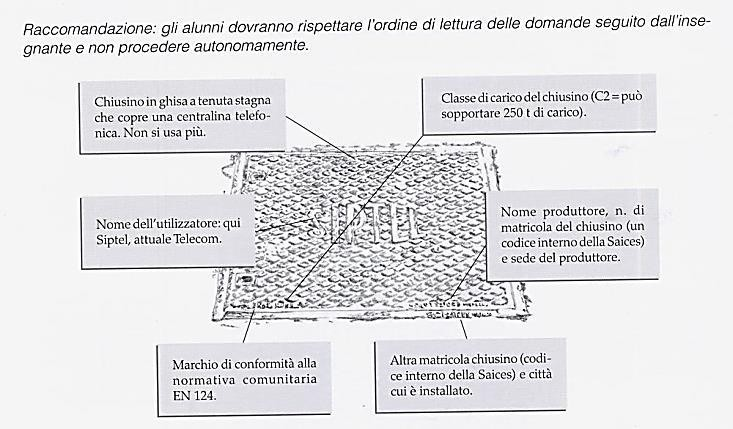 Raccomandazione: gli alunni dovranno rispettare l'ordine di lettura delle domande seguito dall'inse-
gnante e non procedere autonomamente.
Chiusino in ghisa a tenuta stagna
che copre una centralina telefo-
nica. Non si usa più.
Classe di carico del chiusino (C2 = può
sopportare 250 t di carico).
Nome dell'utilizzatore: qui
Siptel, attuale Telecom.
SIPTEL
Nome produttore, n. di
matricola del chiusino (un
codice interno della Saices)
e sede del produttore.
Marchio di conformità alla
normativa comunitaria
EN 124.
Altra matricola chiusino (codi-
ce interno della Saices) e città
cui è installato.